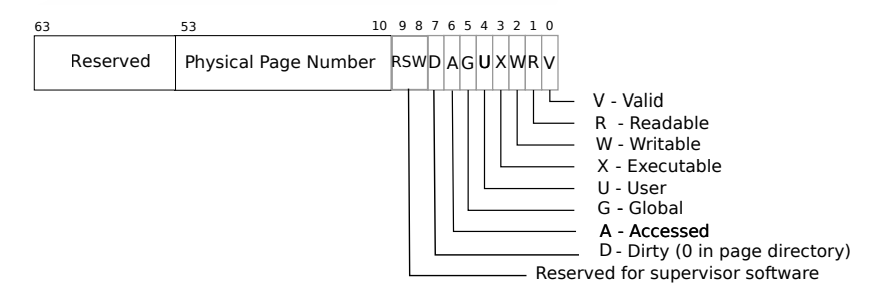 63 53 10 9 8 7 6 5 4 3 2 1 0
Reserved Physical Page Number RSW D A G U X W R V
V - Valid
R - Readable
W - Writable
X - Executable
U - User
G - Global
A - Accessed
D - Dirty (0 in page directory)
Reserved for supervisor software